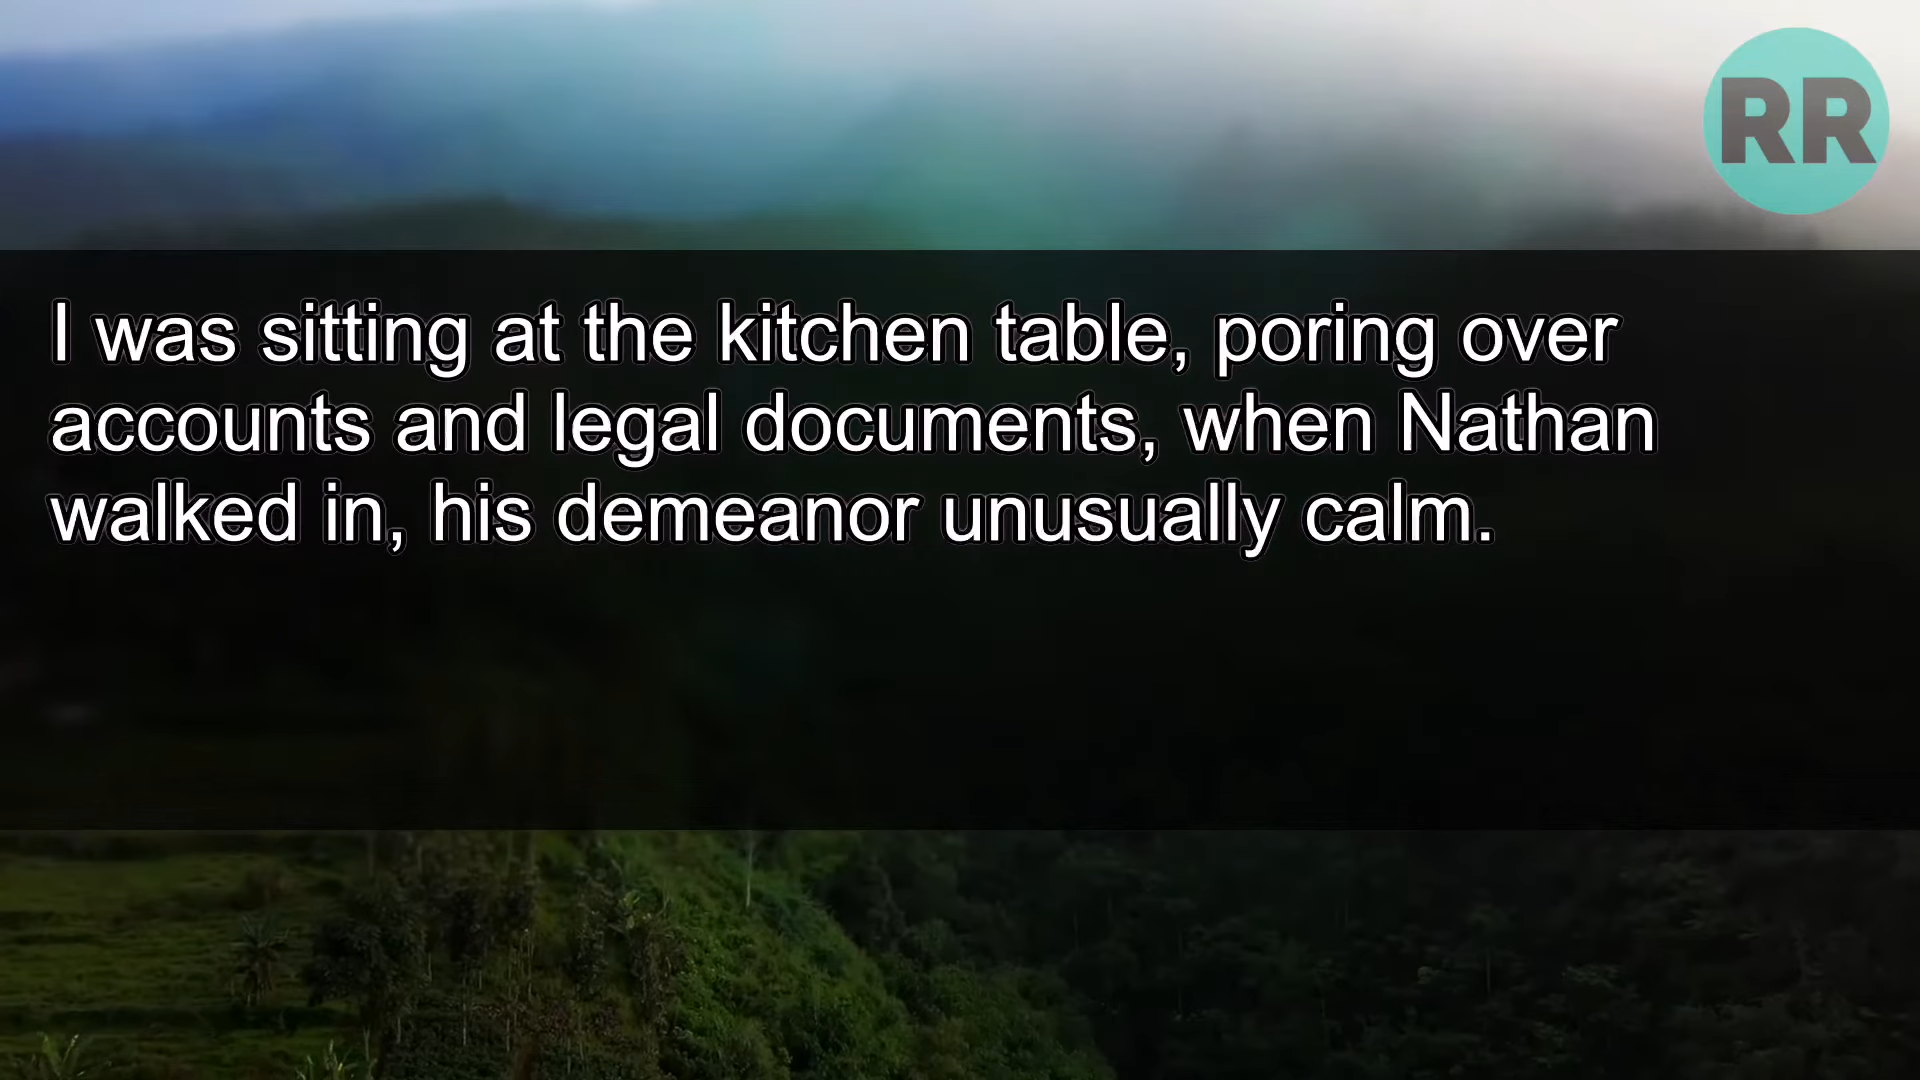 RR
I was sitting at the kitchen table, poring over
accounts and legal documents, when Nathan
walked in, his demeanor unusually calm.